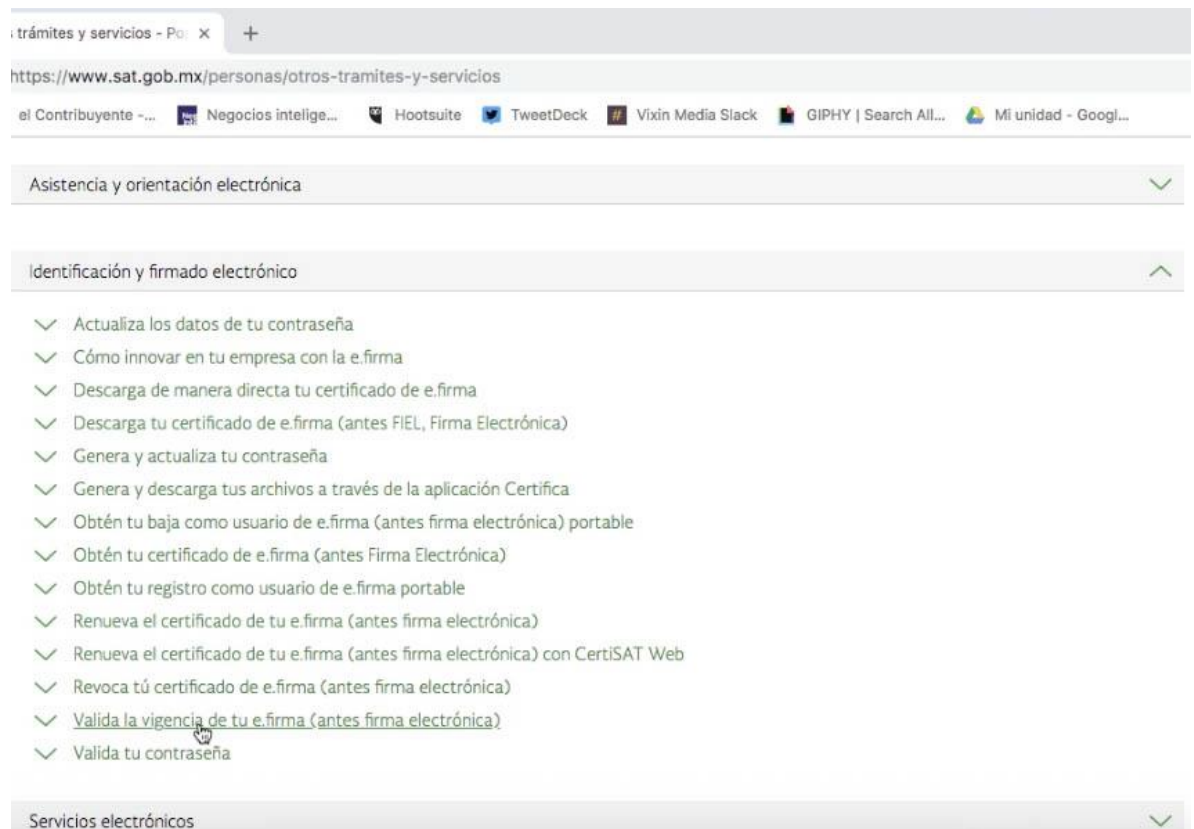 trámites y servicios - Po
https://www.sat.gob.mx/personas/otros-tramites-y-servicios
el Contribuyente -... Negocios intelige... Hootsuite TweetDeck # Vixin Media Slack GIPHY | Search All... Mi unidad - Googl...
Asistencia y orientación electrónica
Identificación y firmado electrónico
Actualiza los datos de tu contraseña
Cómo innovar en tu empresa con la e.firma
Descarga de manera directa tu certificado de e.firma
Descarga tu certificado de e.firma (antes FIEL, Firma Electrónica)
Genera y actualiza tu contraseña
Genera y descarga tus archivos a través de la aplicación Certifica
Obtén tu baja como usuario de e.firma (antes firma electrónica) portable
Obtén tu certificado de e.firma (antes Firma Electrónica)
Obtén tu registro como usuario de e.firma portable
Renueva el certificado de tu e.firma (antes firma electrónica)
Renueva el certificado de tu e.firma (antes firma electrónica) con CertiSAT Web
Revoca tú certificado de e.firma (antes firma electrónica)
Valida la vigencia de tu e.firma (antes firma electrónica)
Valida tu contraseña
Servicios electrónicos